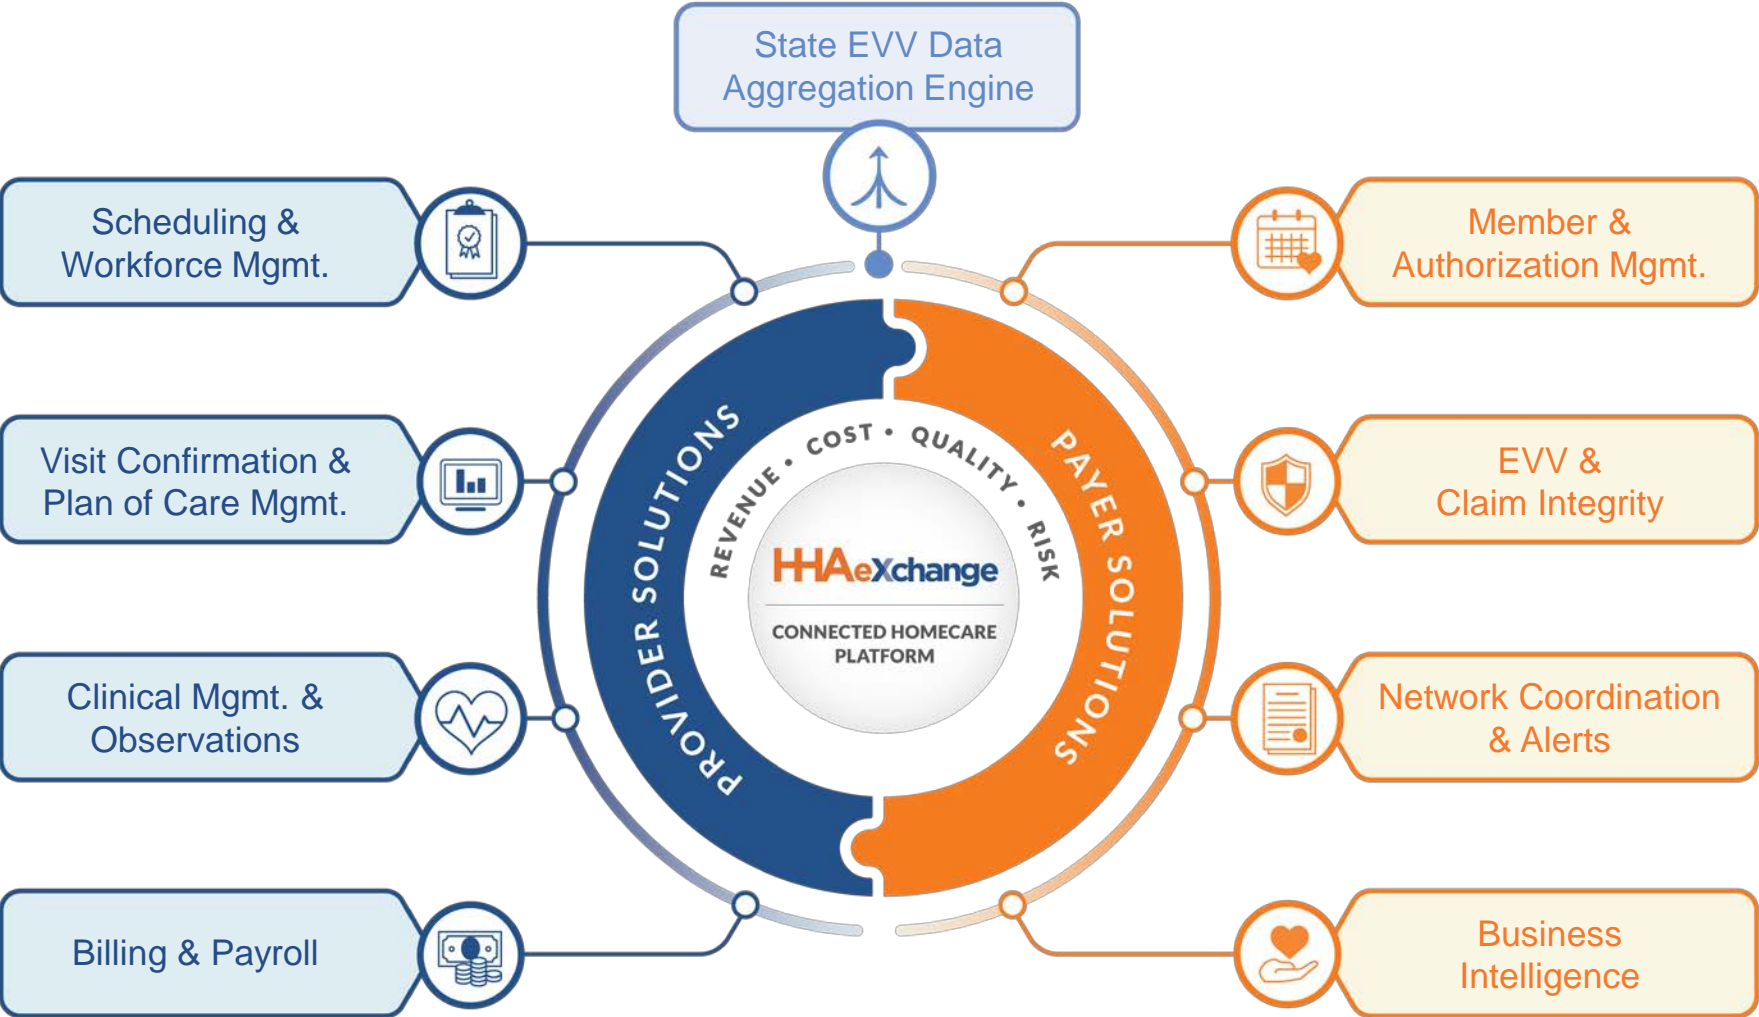 State EVV Data
Aggregation Engine
Scheduling &
Workforce Mgmt.
Visit Confirmation &
Plan of Care Mgmt.
Clinical Mgmt. &
Observations
Billing & Payroll
PROVIDER SOLUTIONS
REVENUE • COST • QUALITY • RISK
HHAeXchange
CONNECTED HOMECARE
PLATFORM
PAYER SOLUTIONS
Member &
Authorization Mgmt.
EVV &
Claim Integrity
Network Coordination
& Alerts
Business
Intelligence